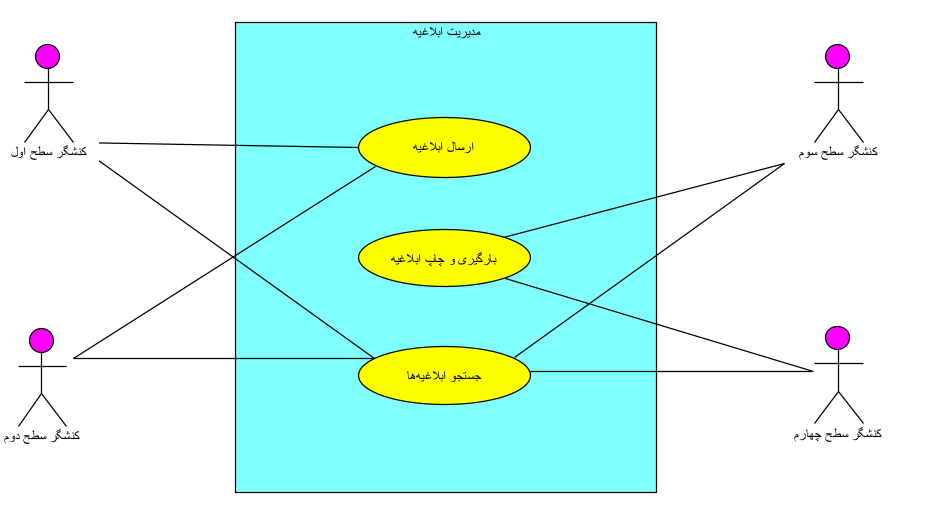 مدیریت ابلاغیه
کنشگر سطح اول
ارسال ابلاغیه
کنشگر سطح سوم
بارگیری و چاپ ابلاغیه
جستجو ابلاغیه‌ها
کنشگر سطح دوم
کنشگر سطح چهارم